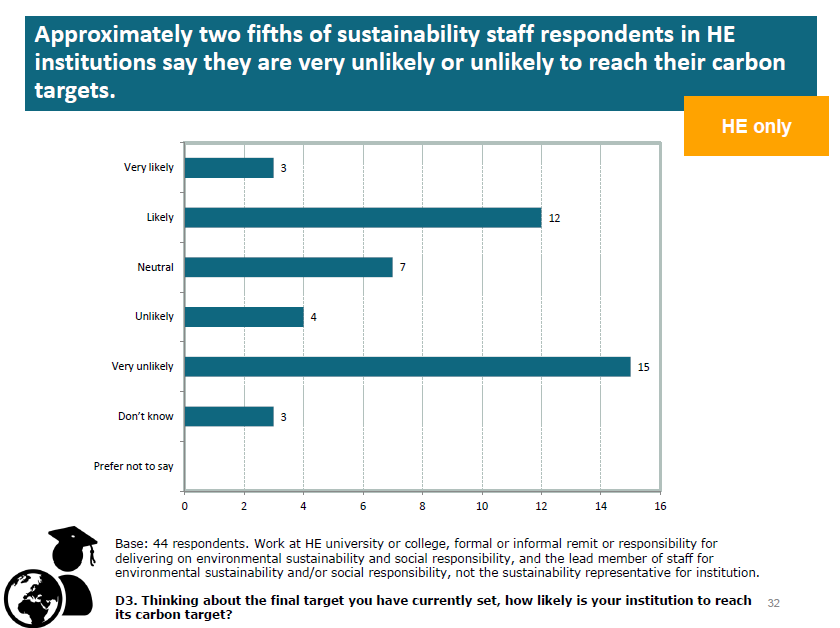 Approximately two fifths of sustainability staff respondents in HE
institutions say they are very unlikely or unlikely to reach their carbon
targets.
HE only
Very likely
3
Likely
12
Neutral
7
Unlikely
4
Very unlikely
15
Don't know
3
Prefer not to say
0 2 4 6 8 10 12 14 16
Base: 44 respondents. Work at HE university or college, formal or informal remit or responsibility for
delivering on environmental sustainability and social responsibility, and the lead member of staff for
environmental sustainability and/or social responsibility, not the sustainability representative for institution.
D3. Thinking about the final target you have currently set, how likely is your institution to reach
its carbon target?
32